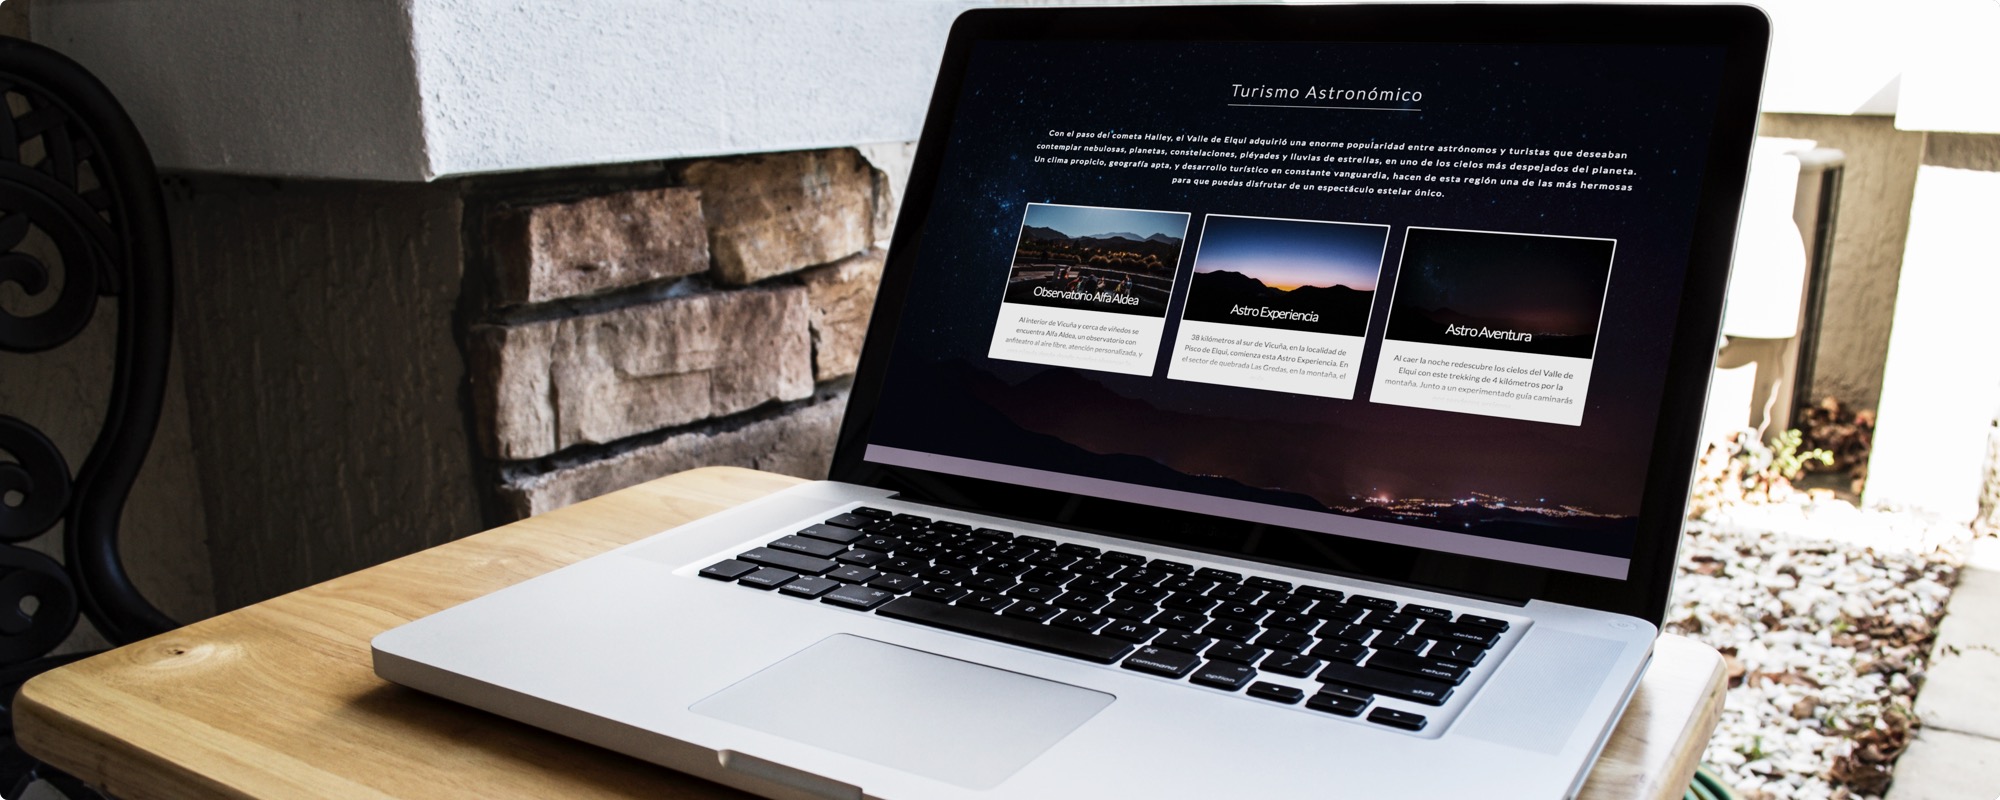 Turismo Astronómico
Con el paso del cometa Halley, el Valle de Elqui adquirió una enorme popularidad entre astrónomos y turistas que deseaban
contemplar nebulosas, planetas, constelaciones, pléyades y lluvias de estrellas, en uno de los cielos más despejados del planeta.
Un clima propicio, geografía apta, y desarrollo turístico en constante vanguardia, hacen de esta región una de las más hermosas
para que puedas disfrutar de un espectáculo estelar único.
Observatorio Alfa Aldea
Al interior de Vicuña y cerca de viñedos se
encuentra Alfa Aldea, un observatorio con
anfiteatro al aire libre, atención personalizada, y
Astro Experiencia
38 kilómetros al sur de Vicuña, en la localidad de
Pisco de Elqui, comienza esta Astro Experiencia. En
el sector de quebrada Las Gredas, en la montaña, el
Astro Aventura
Al caer la noche redescubre los cielos del Valle de
Elqui con este trekking de 4 kilómetros por la
montaña. Junto a un experimentado guía caminarás
delete
Q W E R T Y U I O P
return
A S D F G H J K L
shift
Z X C V B N M
shift
fn control option command
command option